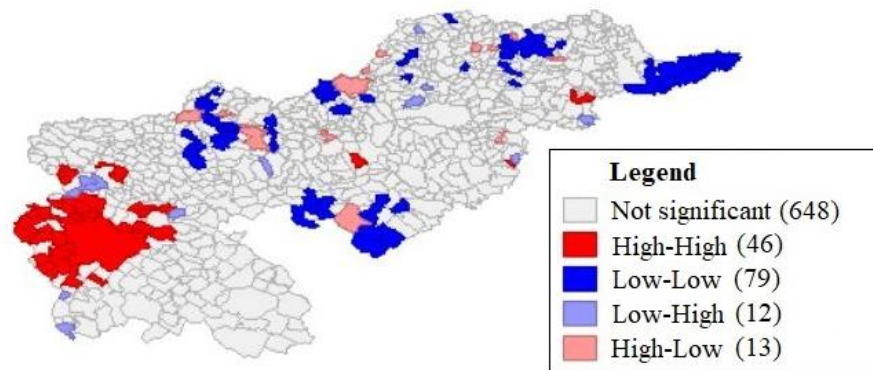 Legend
Not significant (648)
High-High (46)
Low-Low (79)
Low-High (12)
High-Low (13)